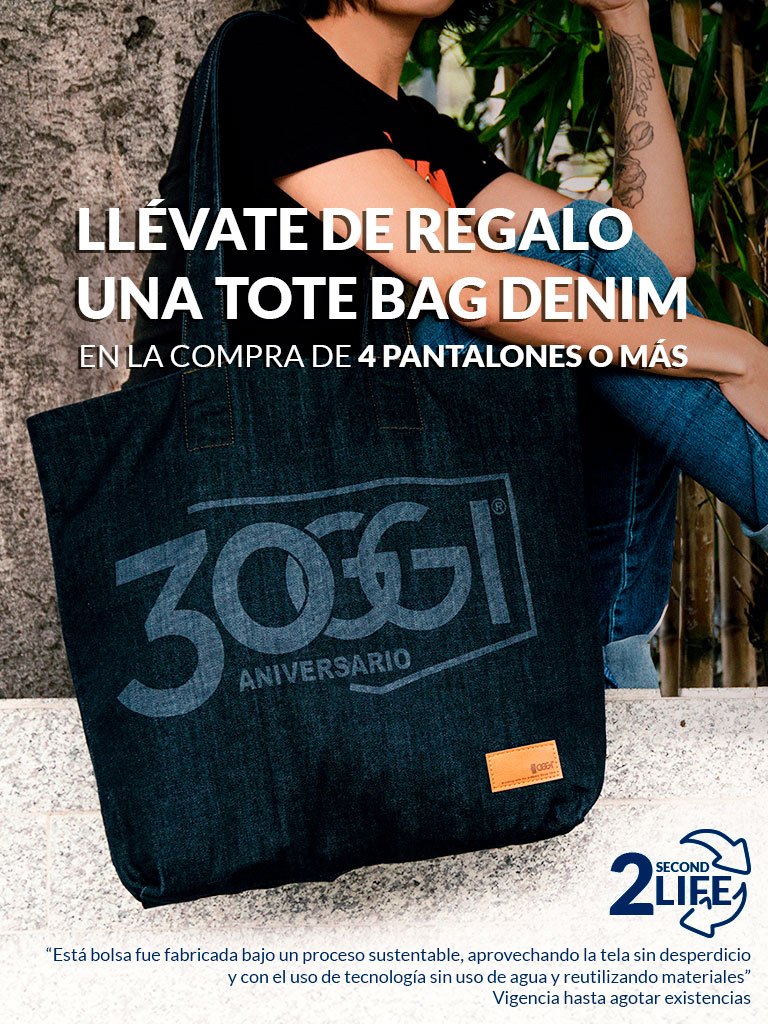 LLÉVATE DE REGALO
UNA TOTE BAG DENIM
EN LA COMPRA DE 4 PANTALONES O MÁS
3OGGI®
ANIVERSARIO
OGGI
2 SECOND
LIFE
“Está bolsa fue fabricada bajo un proceso sustentable, aprovechando la tela sin desperdicio
y con el uso de tecnología sin uso de agua y reutilizando materiales”
Vigencia hasta agotar existencias